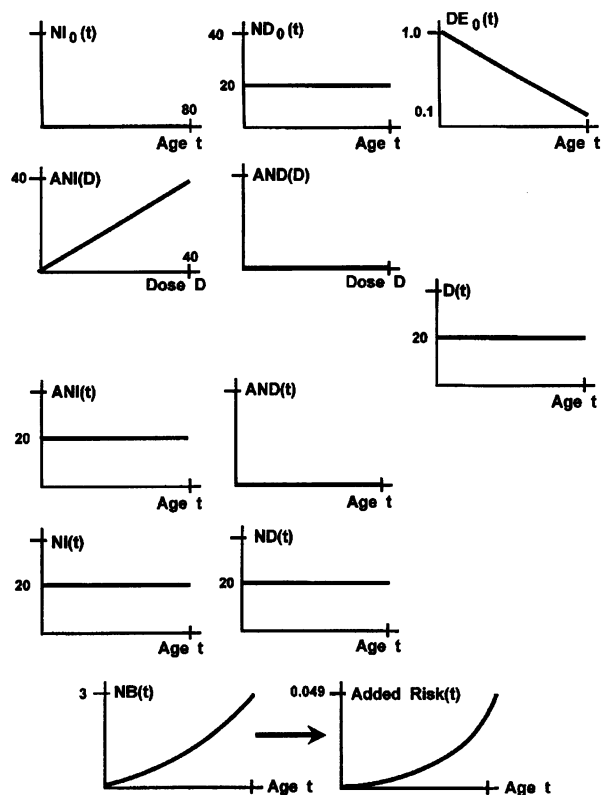 NI₀(t)
80
Age t
40
ND₀(t)
20
Age t
1.0
DE₀(t)
0.1
Age t
40
ANI(D)
40
Dose D
AND(D)
Dose D
D(t)
20
Age t
ANI(t)
20
Age t
AND(t)
Age t
NI(t)
20
Age t
ND(t)
20
Age t
3
NB(t)
Age t
0.049
Added Risk(t)
Age t